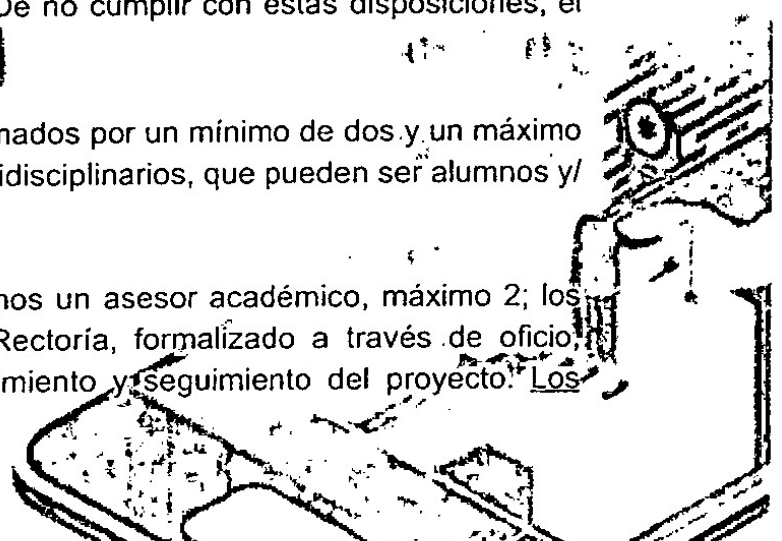 De no cumplir con estas disposiciones, el
nados por un mínimo de dos y un máximo
idisciplinarios, que pueden ser alumnos y/
nos un asesor académico, máximo 2; los
Rectoría, formalizado a través de oficio,
miento y seguimiento del proyecto. Los